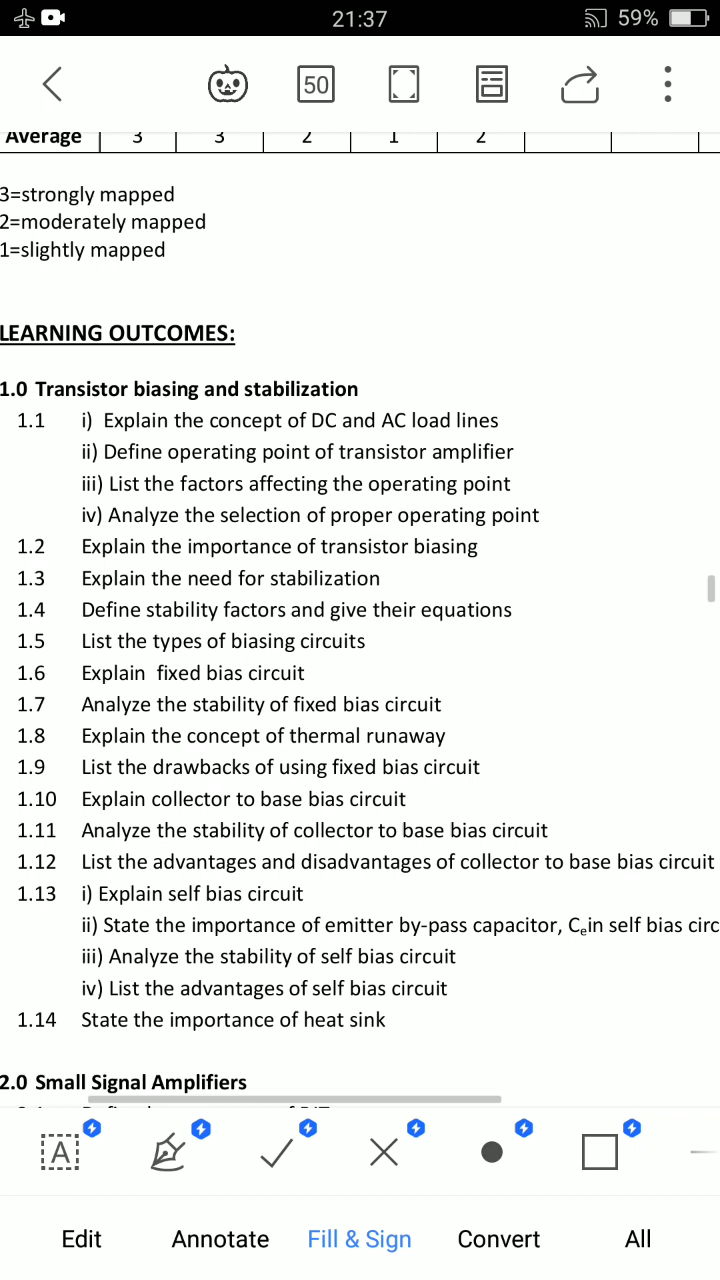 21:37
59%
50
Average 3 3 2 1 2
3=strongly mapped
2=moderately mapped
1=slightly mapped
LEARNING OUTCOMES:
1.0 Transistor biasing and stabilization
1.1 i) Explain the concept of DC and AC load lines
ii) Define operating point of transistor amplifier
iii) List the factors affecting the operating point
iv) Analyze the selection of proper operating point
1.2 Explain the importance of transistor biasing
1.3 Explain the need for stabilization
1.4 Define stability factors and give their equations
1.5 List the types of biasing circuits
1.6 Explain fixed bias circuit
1.7 Analyze the stability of fixed bias circuit
1.8 Explain the concept of thermal runaway
1.9 List the drawbacks of using fixed bias circuit
1.10 Explain collector to base bias circuit
1.11 Analyze the stability of collector to base bias circuit
1.12 List the advantages and disadvantages of collector to base bias circuit
1.13 i) Explain self bias circuit
ii) State the importance of emitter by-pass capacitor, Cein self bias circ
iii) Analyze the stability of self bias circuit
iv) List the advantages of self bias circuit
1.14 State the importance of heat sink
2.0 Small Signal Amplifiers
A
Edit Annotate Fill & Sign Convert All